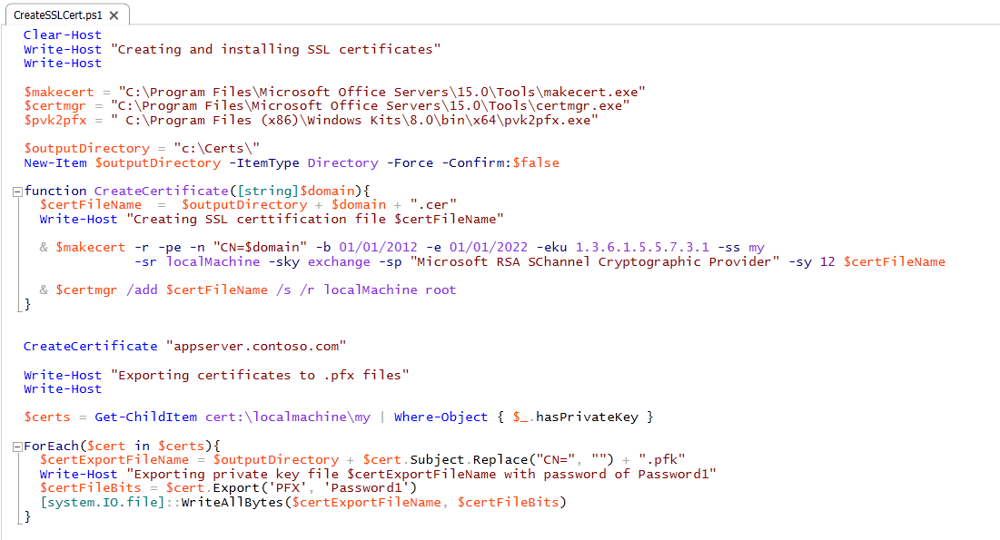 CreateSSLCert.ps1
Clear-Host
Write-Host "Creating and installing SSL certificates"
Write-Host
$makecert = "C:\Program Files\Microsoft Office Servers\15.0\Tools\makecert.exe"
$certmgr = "C:\Program Files\Microsoft Office Servers\15.0\Tools\certmgr.exe"
$pvk2pfx = " C:\Program Files (x86)\Windows Kits\8.0\bin\x64\pvk2pfx.exe"
$outputDirectory = "c:\Certs\"
New-Item $outputDirectory -ItemType Directory -Force -Confirm:$false
function CreateCertificate([string]$domain){
$certFileName  =  $outputDirectory + $domain + ".cer"
Write-Host "Creating SSL certtification file $certFileName"
& $makecert -r -pe -n "CN=$domain" -b 01/01/2012 -e 01/01/2022 -eku 1.3.6.1.5.5.7.3.1 -ss my
-sr localMachine -sky exchange -sp "Microsoft RSA SChannel Cryptographic Provider" -sy 12 $certFileName
& $certmgr /add $certFileName /s /r localMachine root
}
CreateCertificate "appserver.contoso.com"
Write-Host "Exporting certificates to .pfx files"
Write-Host
$certs = Get-ChildItem cert:\localmachine\my | Where-Object { $_.hasPrivateKey }
ForEach($cert in $certs){
$certExportFileName = $outputDirectory + $cert.Subject.Replace("CN=", "") + ".pfk"
Write-Host "Exporting private key file $certExportFileName with password of Password1"
$certFileBits = $cert.Export('PFX', 'Password1')
[system.IO.file]::WriteAllBytes($certExportFileName, $certFileBits)
}